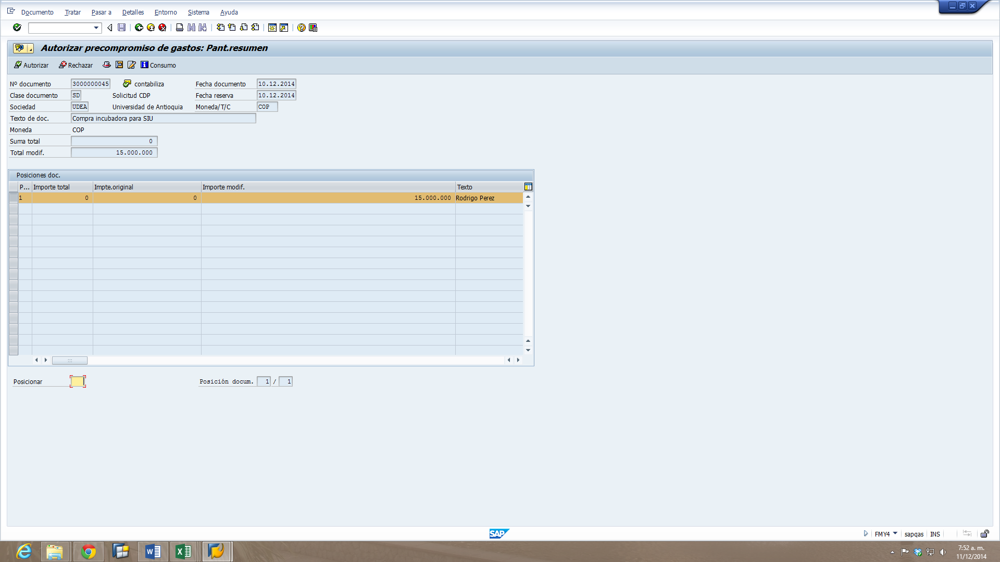 Documento Tratar Pasar a Detalles Entorno Sistema Ayuda
Autorizar precompromiso de gastos: Pant.resumen
Autorizar Rechazar Consumo
Nº documento 3000000045 contabiliza Fecha documento 10.12.2014
Clase documento SD Solicitud CDP Fecha reserva 10.12.2014
Sociedad UDEA Universidad de Antioquia Moneda/T/C COP
Texto de doc. Compra incubadora para SIU
Moneda COP
Suma total 0
Total modif. 15.000.000
Posiciones doc.
P... Importe total Impte.original Importe modif. Texto
1 0 0 15.000.000 Rodrigo Perez
Posicionar Posición docum. 1 / 1
SAP
FMY4 sapqas INS
7:52 a. m.
11/12/2014